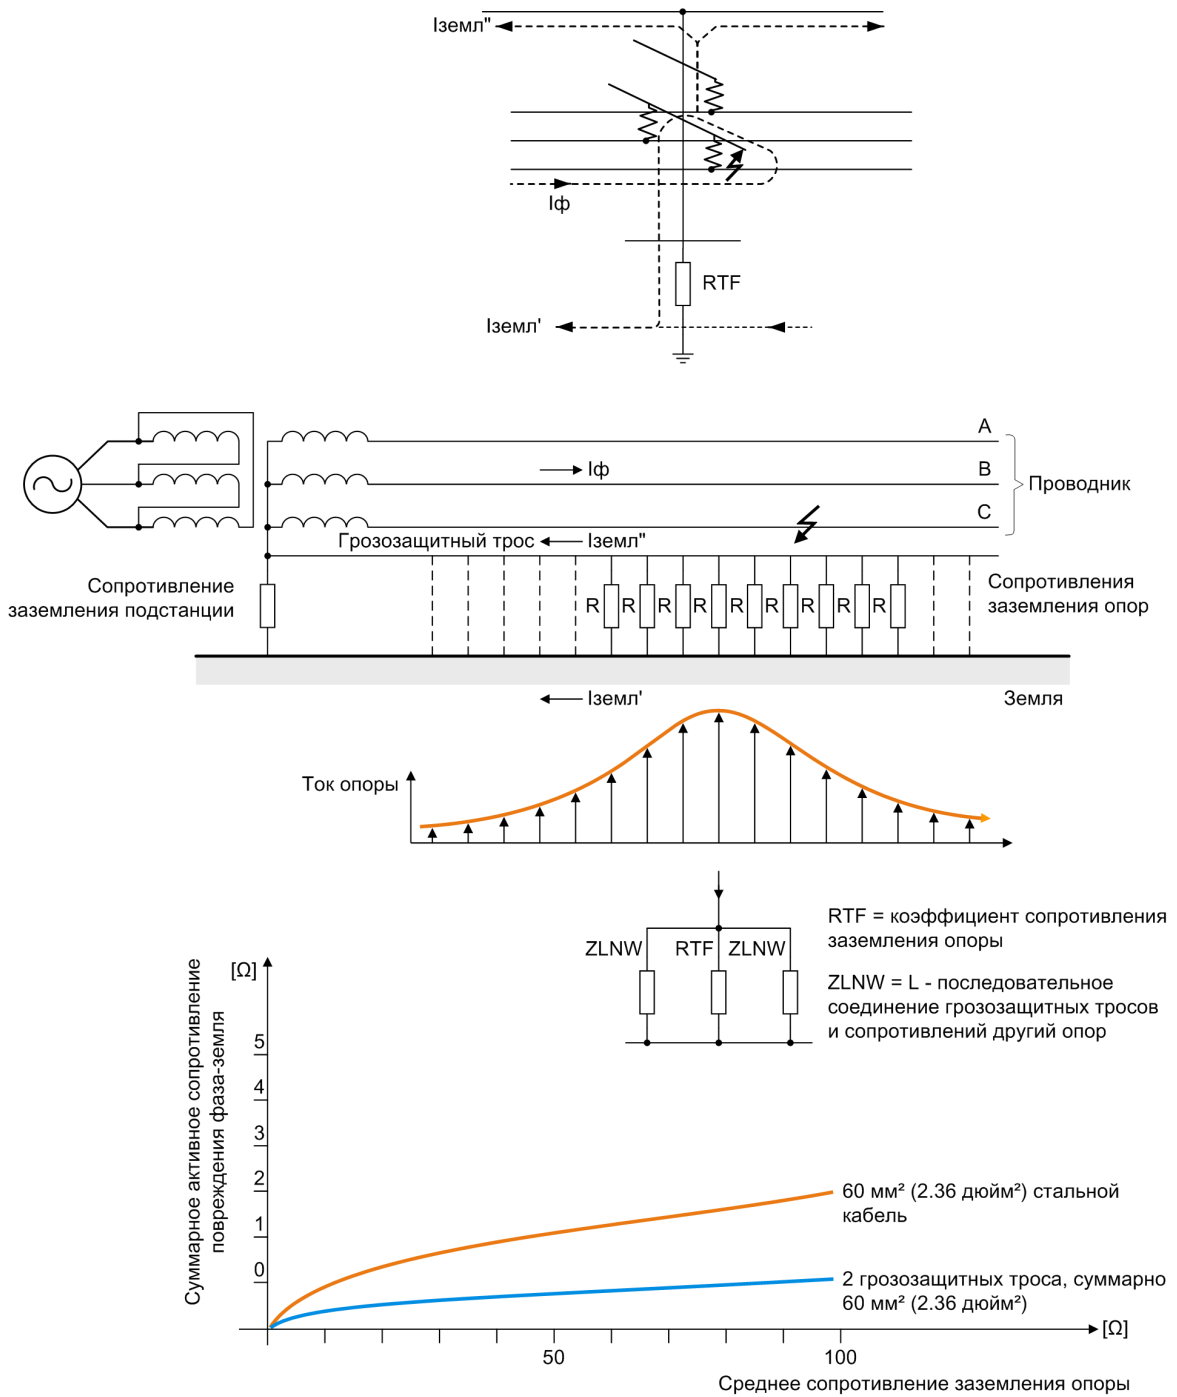 Iземл"
Iф
RTF
Iземл'
A
Iф
B
Проводник
C
Грозозащитный трос
Iземл"
Сопротивление
заземления подстанции
R R R R R R R R R
Сопротивления
заземления опор
Iземл'
Земля
Ток опоры
ZLNW RTF ZLNW
RTF = коэффициент сопротивления
заземления опоры
ZLNW = L - последовательное
соединение грозозащитных тросов
и сопротивлений другий опор
Суммарное активное сопротивление
повреждения фаза-земля
[Ω]
5
4
3
2
1
0
60 мм² (2.36 дюйм²) стальной
кабель
2 грозозащитных троса, суммарно
60 мм² (2.36 дюйм²)
[Ω]
50 100
Среднее сопротивление заземления опоры